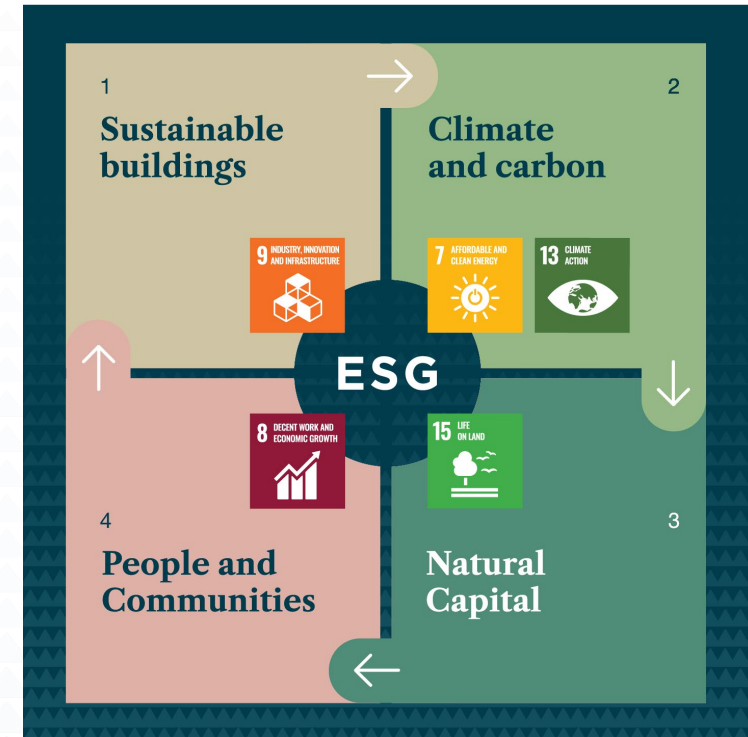 1
Sustainable
buildings
9 INDUSTRY, INNOVATION
AND INFRASTRUCTURE
2
Climate
and carbon
7 AFFORDABLE AND
CLEAN ENERGY
13 CLIMATE
ACTION
ESG
8 DECENT WORK AND
ECONOMIC GROWTH
4
People and
Communities
15 LIFE
ON LAND
3
Natural
Capital